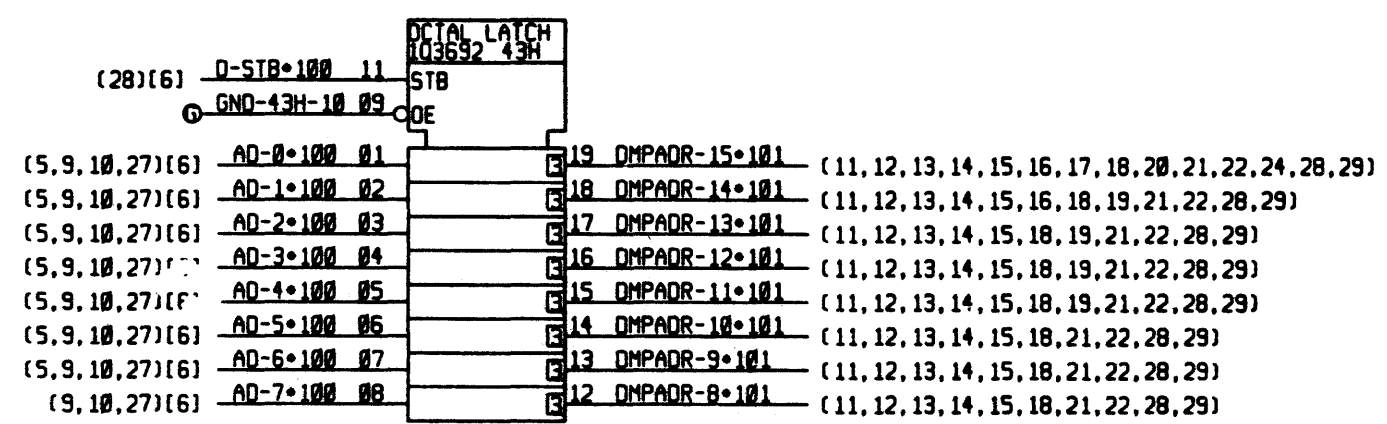 OCTAL LATCH
103692 43H
(28)[6] D-STB•100 11 STB
G GND-43H-10 09 OE
(5,9,10,27)[6] AD-0•100 01 3 19 DMPADR-15•101 (11,12,13,14,15,16,17,18,20,21,22,24,28,29)
(5,9,10,27)[6] AD-1•100 02 3 18 DMPADR-14•101 (11,12,13,14,15,16,18,19,21,22,28,29)
(5,9,10,27)[6] AD-2•100 03 3 17 DMPADR-13•101 (11,12,13,14,15,18,19,21,22,28,29)
(5,9,10,27) AD-3•100 04 3 16 DMPADR-12•101 (11,12,13,14,15,18,19,21,22,28,29)
(5,9,10,27) AD-4•100 05 3 15 DMPADR-11•101 (11,12,13,14,15,18,19,21,22,28,29)
(5,9,10,27)[6] AD-5•100 06 3 14 DMPADR-10•101 (11,12,13,14,15,18,21,22,28,29)
(5,9,10,27)[6] AD-6•100 07 3 13 DMPADR-9•101 (11,12,13,14,15,18,21,22,28,29)
(9,10,27)[6] AD-7•100 08 3 12 DMPADR-8•101 (11,12,13,14,15,18,21,22,28,29)